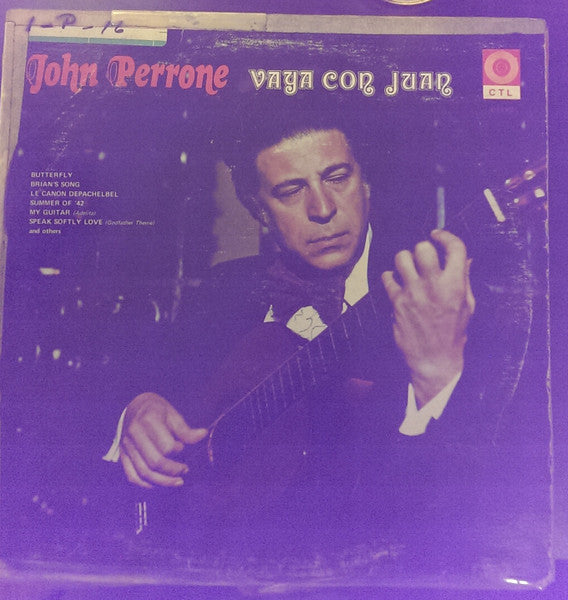 1-P-16
John Perrone VAYA CON JUAN
CTL
BUTTERFLY
BRIAN'S SONG
LE CANON DEPACHELBEL
SUMMER OF '42
MY GUITAR (Adelita)
SPEAK SOFTLY LOVE (Godfather Theme)
and others